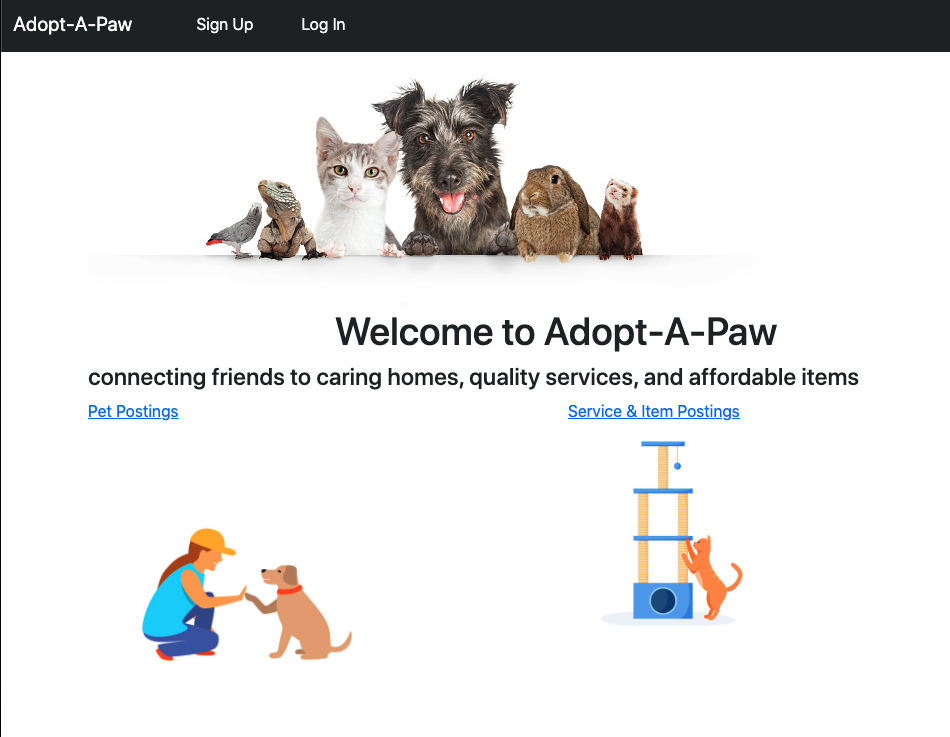 Adopt-A-Paw Sign Up Log In
Welcome to Adopt-A-Paw
connecting friends to caring homes, quality services, and affordable items
Pet Postings Service & Item Postings